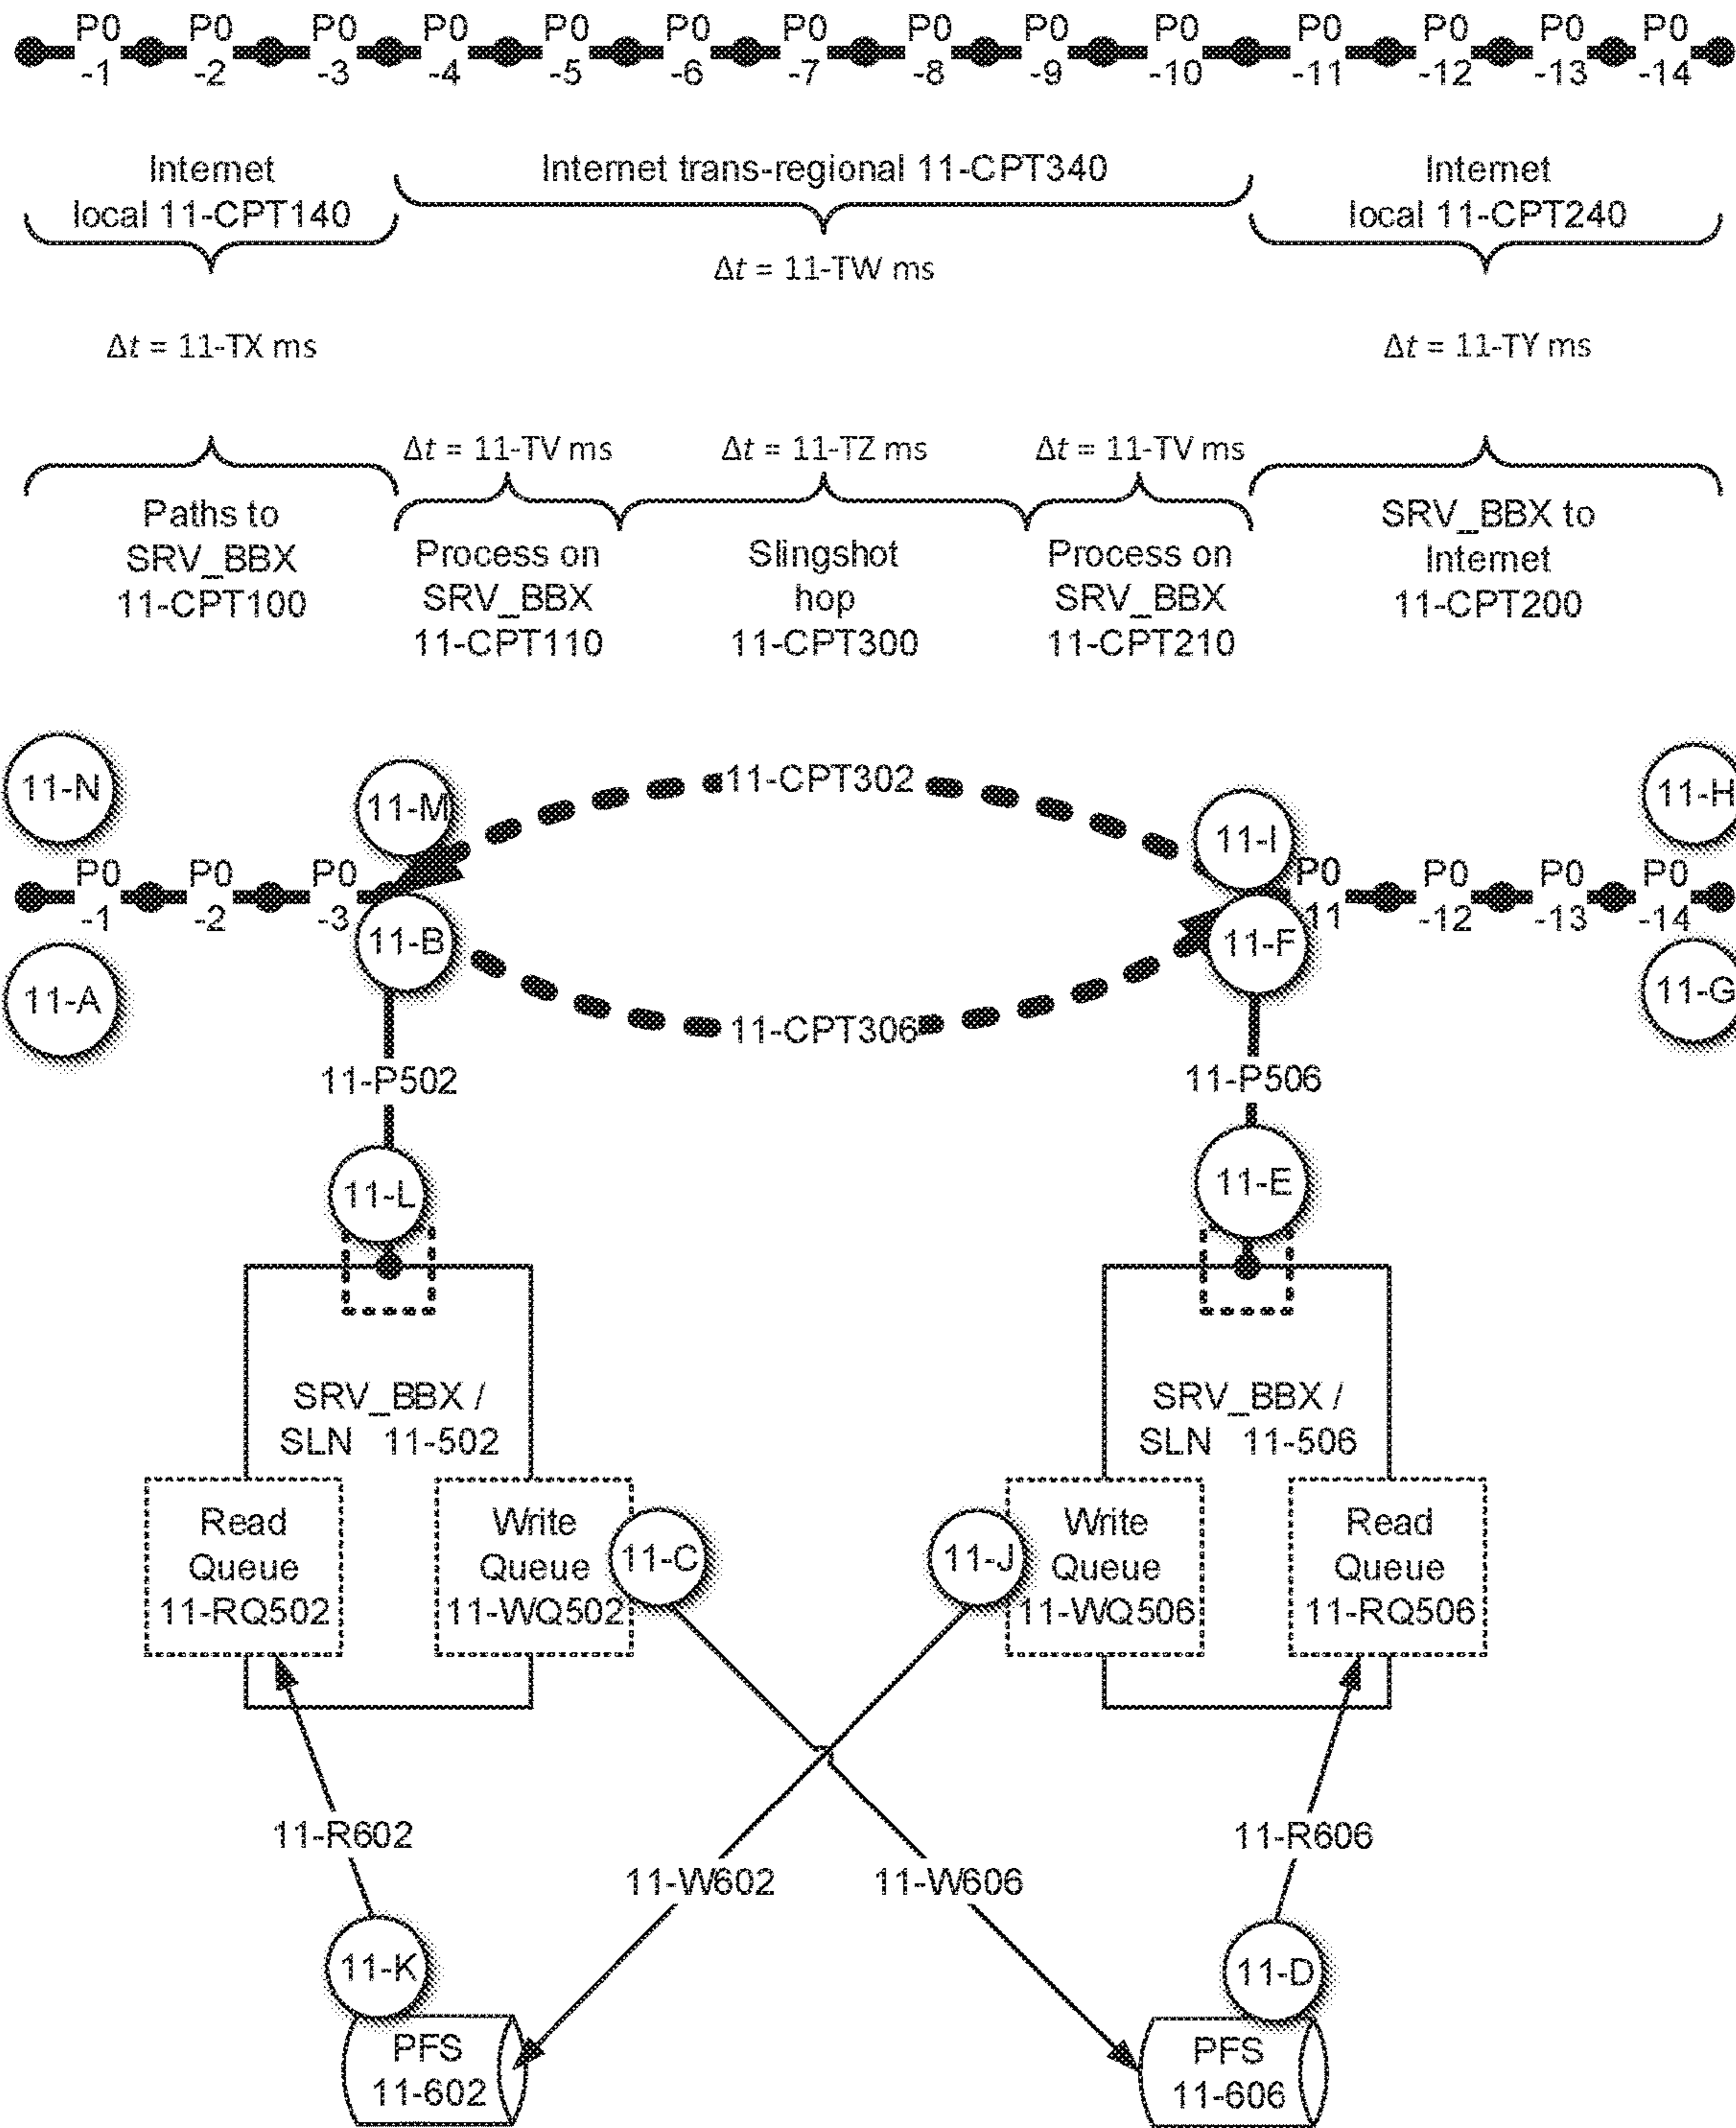 P0 P0 P0 P0 P0 P0 P0 P0 P0 P0 P0 P0 P0 P0
-1 -2 -3 -4 -5 -6 -7 -8 -9 -10 -11 -12 -13 -14
Internet
local 11-CPT140
Internet trans-regional 11-CPT340
Internet
local 11-CPT240
Δt = 11-TW ms
Δt = 11-TX ms
Δt = 11-TY ms
Δt = 11-TV ms
Δt = 11-TZ ms
Δt = 11-TV ms
Paths to
SRV_BBX
11-CPT100
Process on
SRV_BBX
11-CPT110
Slingshot
hop
11-CPT300
Process on
SRV_BBX
11-CPT210
SRV_BBX to
Internet
11-CPT200
11-N
11-M
11-CPT302
11-I
11-H
P0 P0 P0 P0 P0 P0 P0
-1 -2 -3 11 -12 -13 -14
11-A
11-B
11-CPT306
11-F
11-G
11-P502
11-P506
11-L
11-E
SRV_BBX /
SLN 11-502
SRV_BBX /
SLN 11-506
Read
Queue
11-RQ502
Write
Queue
11-WQ502
11-C
11-J
Write
Queue
11-WQ506
Read
Queue
11-RQ506
11-R602
11-R606
11-W602
11-W606
11-K
11-D
PFS
11-602
PFS
11-606